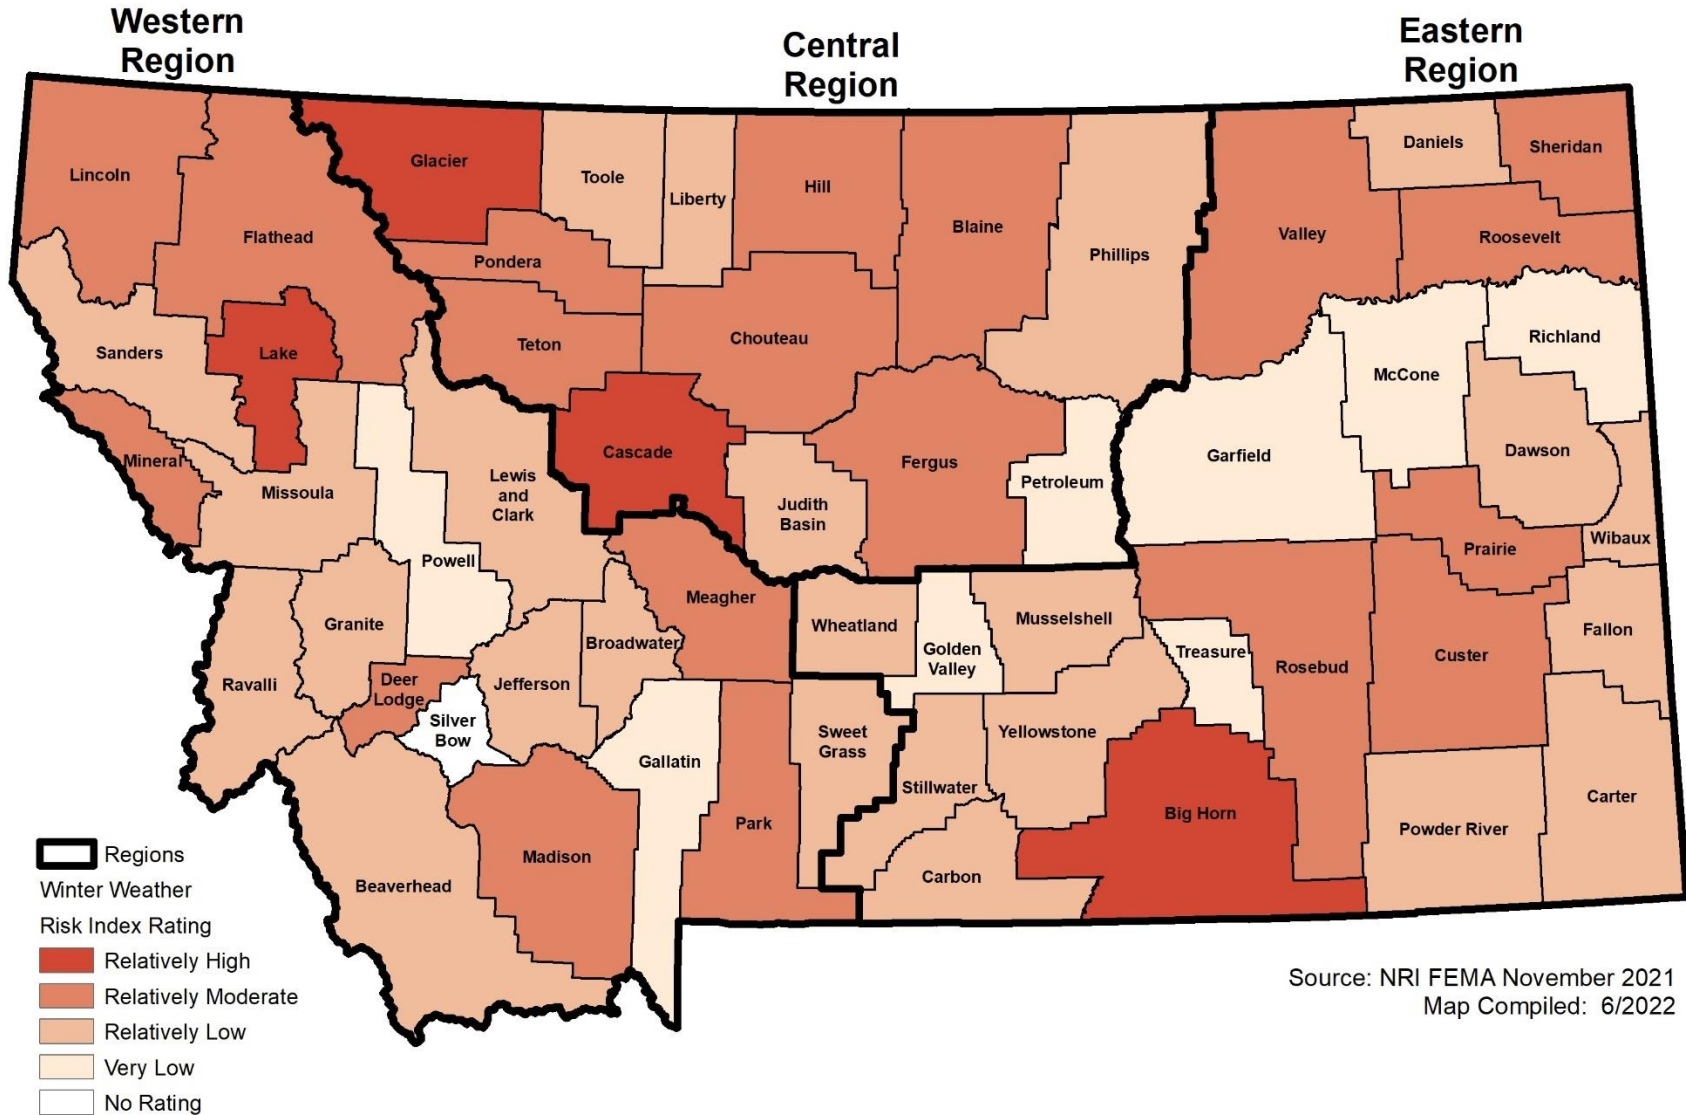 Western
Region
Central
Region
Eastern
Region
Lincoln
Flathead
Glacier
Toole
Liberty
Hill
Blaine
Phillips
Valley
Daniels
Sheridan
Roosevelt
Pondera
Teton
Chouteau
Sanders
Lake
Richland
McCone
Garfield
Dawson
Mineral
Missoula
Lewis
and
Clark
Cascade
Judith
Basin
Fergus
Petroleum
Wibaux
Prairie
Powell
Granite
Meagher
Broadwater
Wheatland
Golden
Valley
Musselshell
Treasure
Rosebud
Custer
Fallon
Ravalli
Deer
Lodge
Silver
Bow
Jefferson
Gallatin
Sweet
Grass
Yellowstone
Stillwater
Big Horn
Powder River
Carter
Park
Madison
Beaverhead
Carbon
Regions
Winter Weather
Risk Index Rating
Relatively High
Relatively Moderate
Relatively Low
Very Low
No Rating
Source: NRI FEMA November 2021
Map Compiled: 6/2022